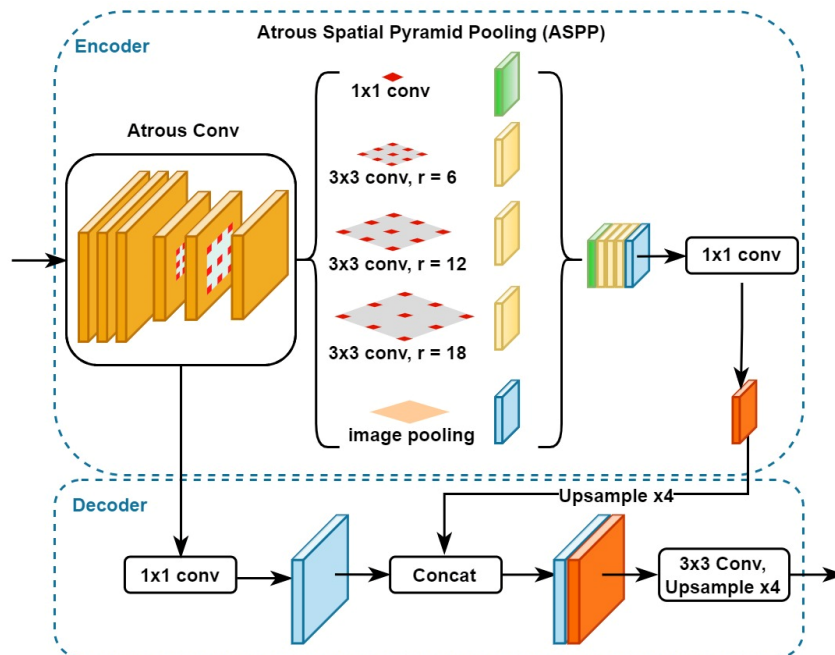 Encoder
Atrous Spatial Pyramid Pooling (ASPP)
Atrous Conv
1x1 conv
3x3 conv, r = 6
3x3 conv, r = 12
3x3 conv, r = 18
image pooling
1x1 conv
Decoder
Upsample x4
1x1 conv
Concat
3x3 Conv,
Upsample x4